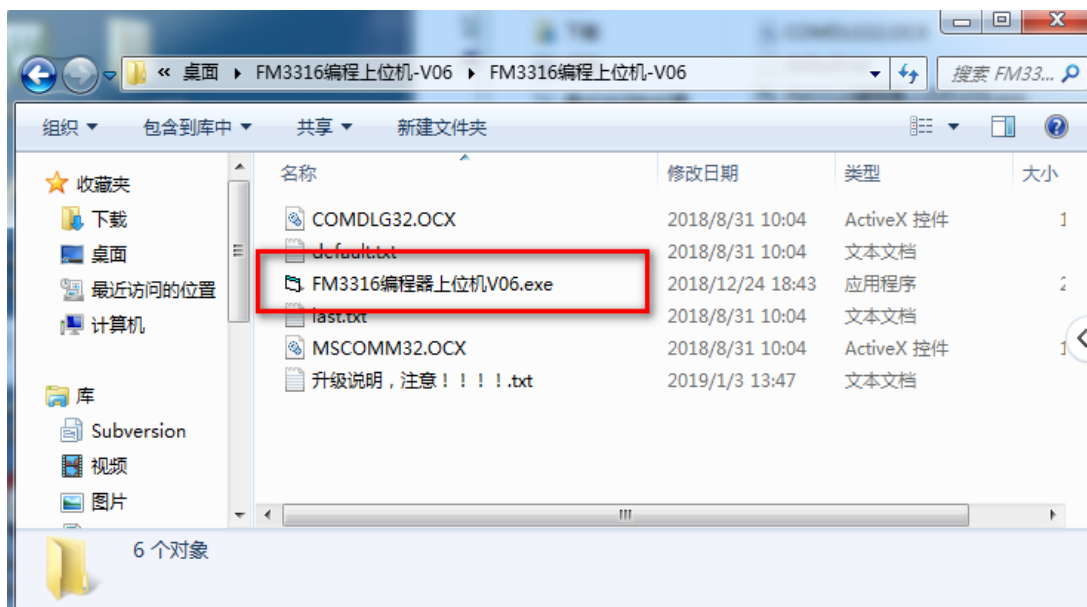 « 桌面 ▸ FM3316编程上位机-V06 ▸ FM3316编程上位机-V06
搜索 FM33...
组织 包含到库中 共享 新建文件夹
名称 修改日期 类型 大小
收藏夹
下载
桌面
最近访问的位置
计算机
库
Subversion
视频
图片
COMDLG32.OCX 2018/8/31 10:04 ActiveX 控件 1
default.txt 2018/8/31 10:04 文本文档
FM3316编程器上位机V06.exe 2018/12/24 18:43 应用程序 2
last.txt 2018/8/31 10:04 文本文档
MSCOMM32.OCX 2018/8/31 10:04 ActiveX 控件 1
升级说明，注意！！！！.txt 2019/1/3 13:47 文本文档
6 个对象